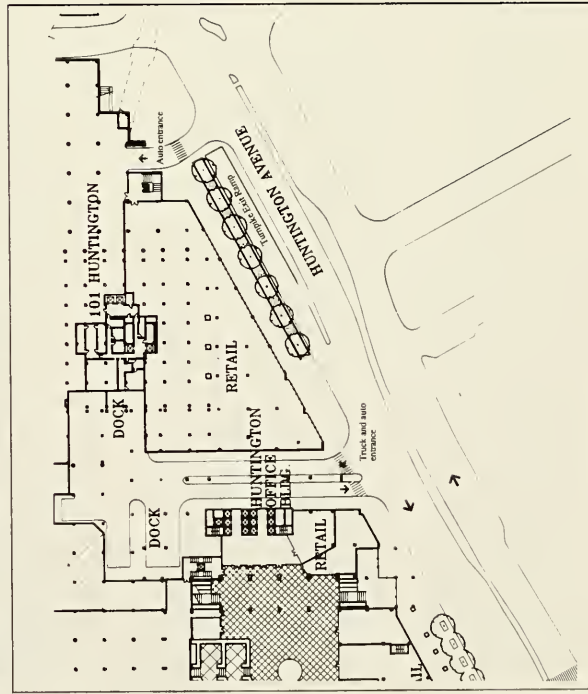 Auto entrance
101 HUNTINGTON
Turnpike Exit Ramp
HUNTINGTON AVENUE
RETAIL
DOCK
HUNTINGTON
OFFICE
BLDG
Truck and auto
entrance
DOCK
RETAIL
AIL